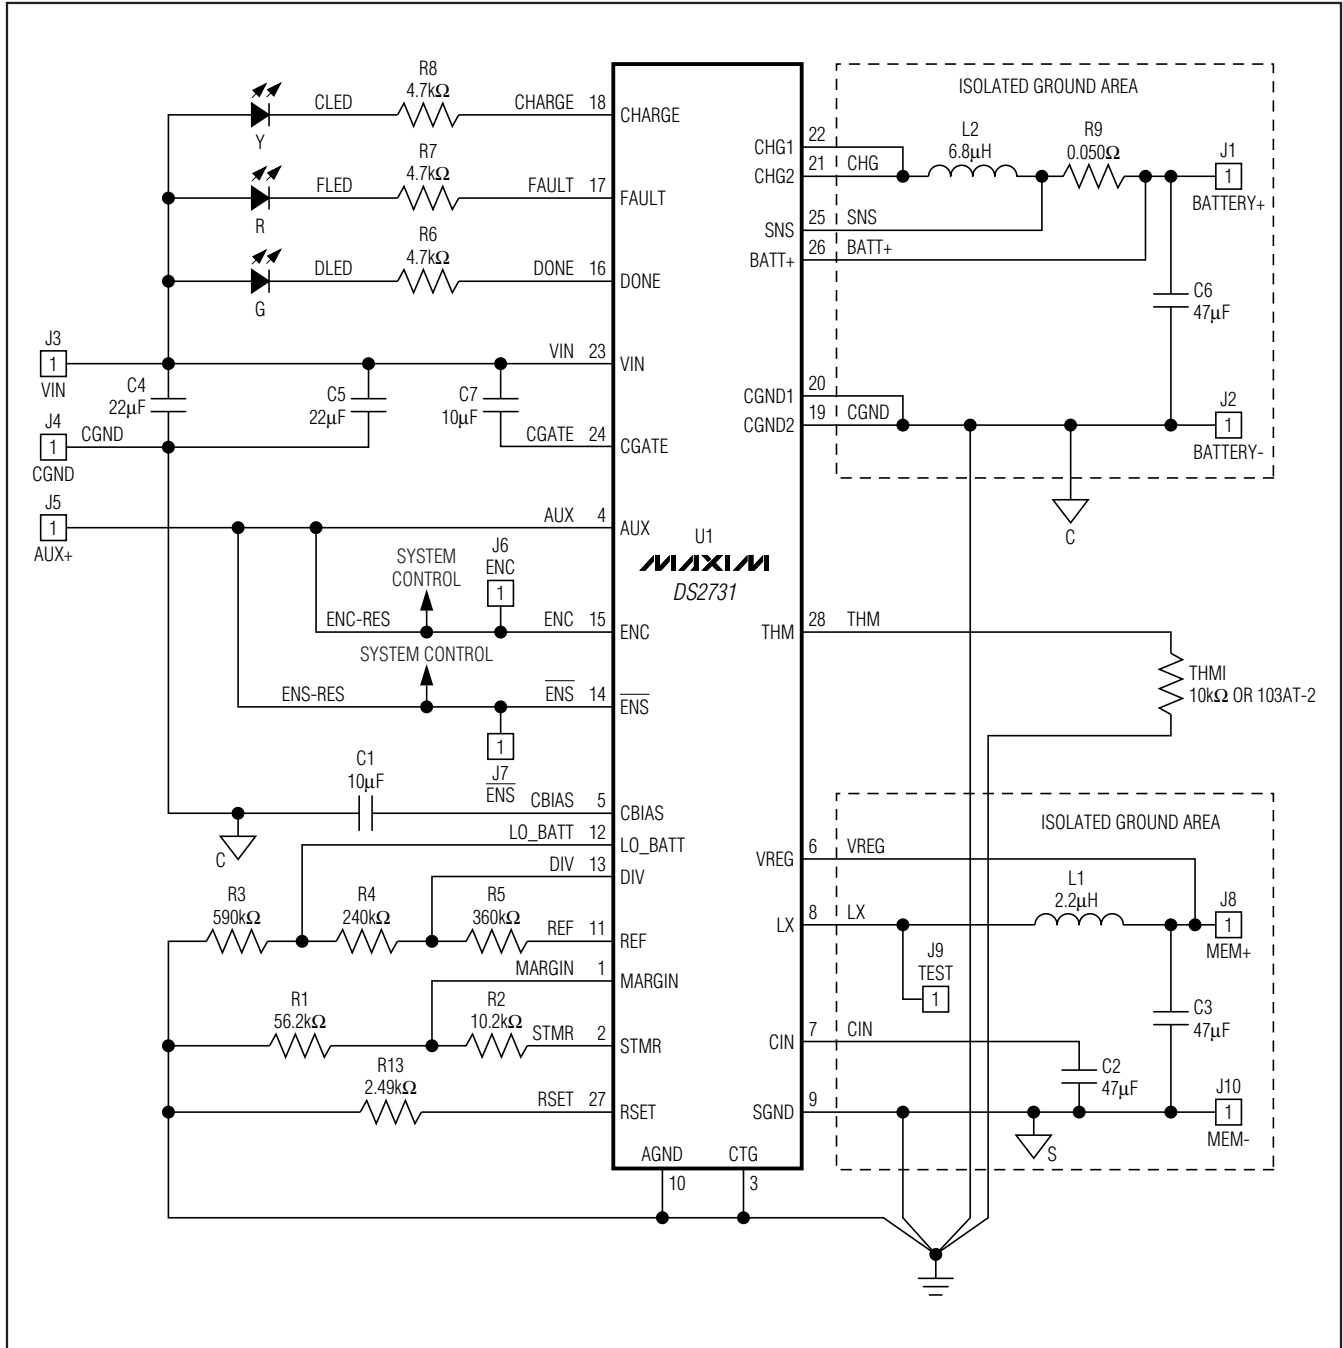 R8
4.7kΩ
CLED
CHARGE 18
CHARGE
Y
R7
4.7kΩ
FLED
FAULT 17
FAULT
R
R6
4.7kΩ
DLED
DONE 16
DONE
G
J3
1
VIN
VIN 23
VIN
C4
22μF
C5
22μF
C7
10μF
J4
1
CGND
CGND
CGATE 24
CGATE
J5
1
AUX+
AUX 4
AUX
SYSTEM
CONTROL
J6
ENC
1
ENC-RES
ENC 15
ENC
SYSTEM CONTROL
ENS-RES
ENS 14
ENS
1
J7
ENS
C1
10μF
CBIAS 5
CBIAS
C
LO_BATT 12
LO_BATT
DIV 13
DIV
R3
590kΩ
R4
240kΩ
R5
360kΩ
REF 11
REF
MARGIN 1
MARGIN
R1
56.2kΩ
R2
10.2kΩ
STMR 2
STMR
R13
2.49kΩ
RSET 27
RSET
U1
MAXIM
DS2731
AGND
10
CTG
3
ISOLATED GROUND AREA
CHG1
22
CHG2
21 CHG
L2
6.8μH
R9
0.050Ω
J1
1
BATTERY+
SNS
25 SNS
BATT+
26 BATT+
C6
47μF
CGND1
20
CGND2
19 CGND
J2
1
BATTERY-
C
THM
28 THM
THMI
10kΩ OR 103AT-2
ISOLATED GROUND AREA
VREG
6 VREG
L1
2.2μH
LX
8 LX
J8
1
MEM+
J9
TEST
1
C3
47μF
CIN
7 CIN
C2
47μF
SGND
9
J10
1
MEM-
S